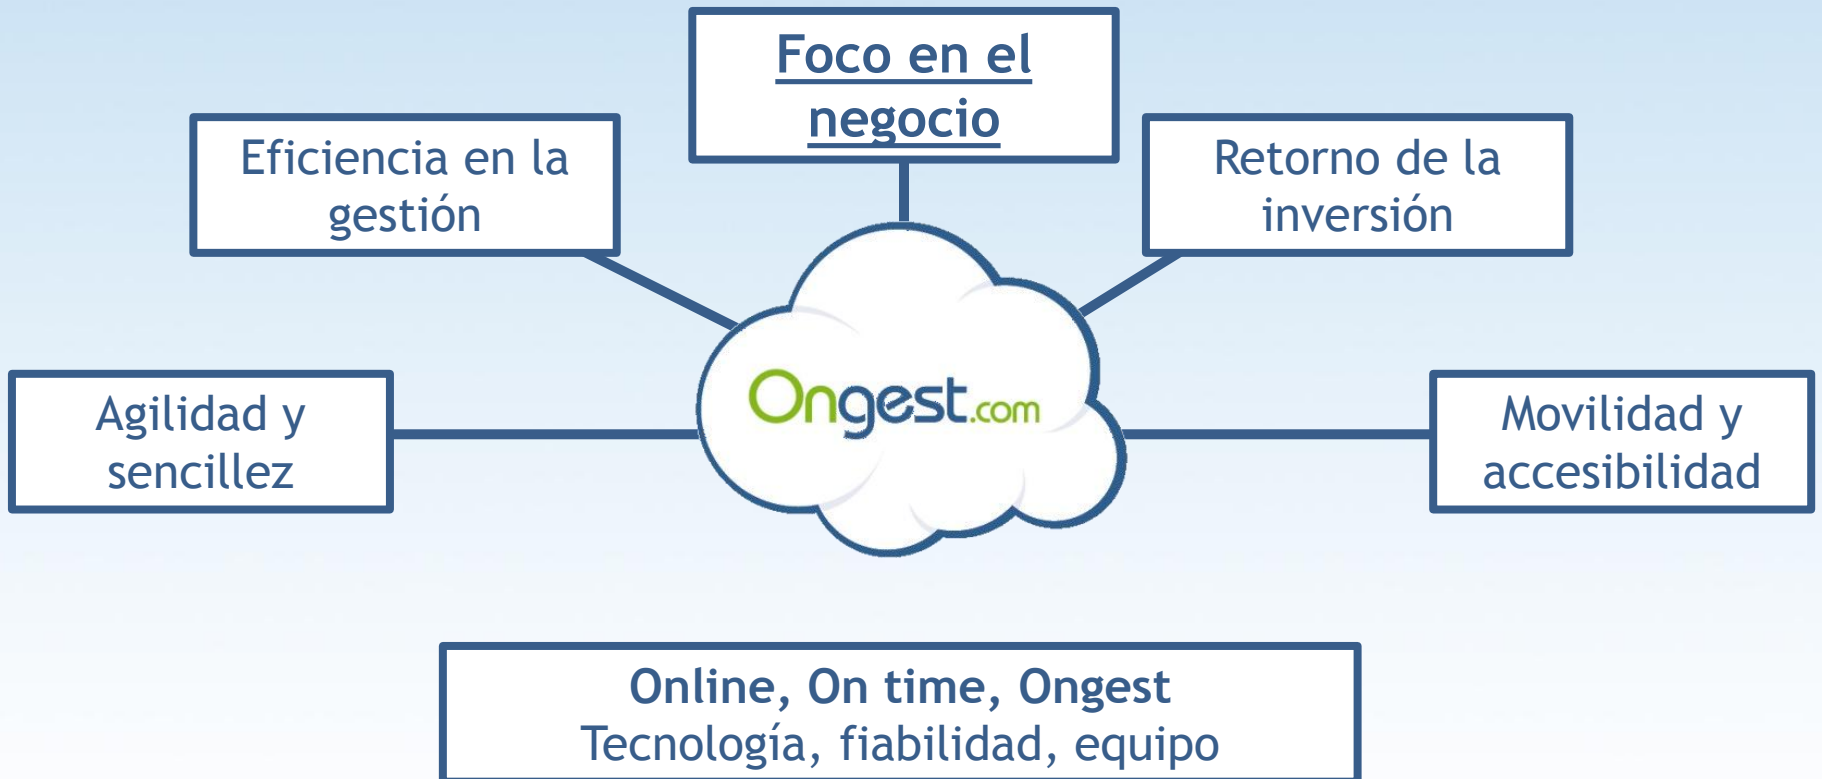 Foco en el
negocio
Eficiencia en la
gestión
Retorno de la
inversión
Ongest.com
Agilidad y
sencillez
Movilidad y
accesibilidad
Online, On time, Ongest
Tecnología, fiabilidad, equipo